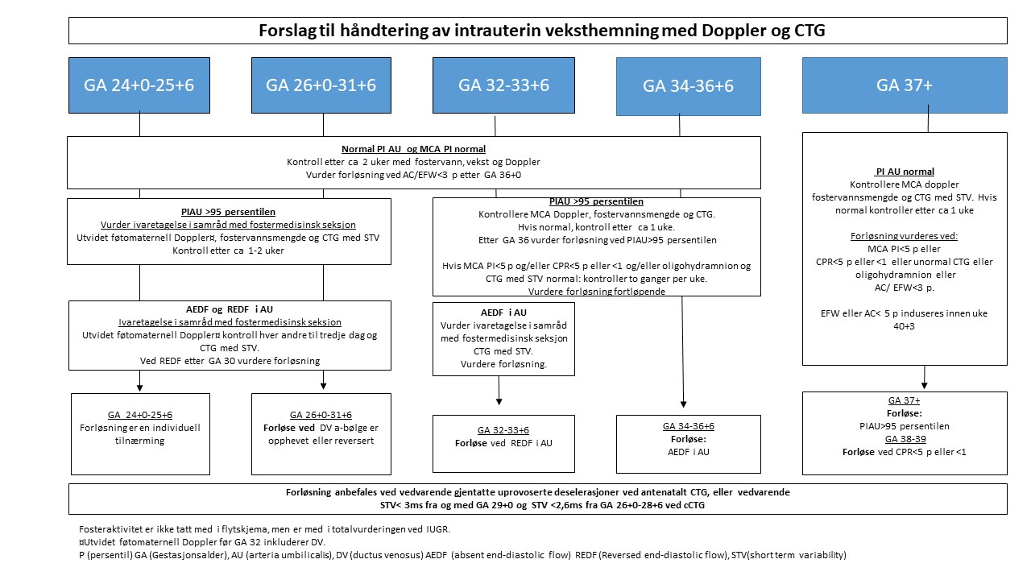 Forslag til håndtering av intrauterin veksthemning med Doppler og CTG
GA 24+0-25+6
GA 26+0-31+6
GA 32-33+6
GA 34-36+6
GA 37+
Normal PI AU og MCA PI normal
Kontroll etter ca 2 uker med fostervann, vekst og Doppler
Vurder forløsning ved AC/EFW<3 p etter GA 36+0
PIAU >95 persentilen
Vurder ivaretagelse i samråd med fostermedisinsk seksjon
Utvidet føtomaternell Doppler¤, fostervannsmengde og CTG med STV
Kontroll etter ca 1-2 uker
PIAU >95 persentilen
Kontrollere MCA Doppler, fostervannsmengde og CTG.
Hvis normal, kontroll etter ca 1 uke.
Etter GA 36 vurder forløsning ved PIAU>95 persentilen
Hvis MCA PI<5 p og/eller CPR<5 p eller <1 og/eller oligohydramnion og
CTG med STV normal: kontroller to ganger per uke.
Vurdere forløsning fortløpende
PI AU normal
Kontrollere MCA doppler
fostervannsmengde og CTG med STV. Hvis
normal kontroller etter ca 1 uke
Forløsning vurderes ved:
MCA PI<5 p eller
CPR<5 p eller <1 eller unormal CTG eller
oligohydramnion eller
AC/ EFW<3 p.
EFW eller AC< 5 p induseres innen uke
40+3
AEDF og REDF i AU
Ivaretagelse i samråd med fostermedisinsk seksjon
Utvidet føtomaternell Doppler¤ kontroll hver andre til tredje dag og
CTG med STV.
Ved REDF etter GA 30 vurdere forløsning
AEDF i AU
Vurder ivaretagelse i samråd
med fostermedisinsk seksjon
CTG med STV.
Vurdere forløsning.
GA 24+0-25+6
Forløsning er en individuell
tilnærming
GA 26+0-31+6
Forløse ved DV a-bølge er
opphevet eller reversert
GA 32-33+6
Forløse ved REDF i AU
GA 34-36+6
Forløse:
AEDF i AU
GA 37+
Forløse:
PIAU>95 persentilen
GA 38-39
Forløse ved CPR<5 p eller <1
Forløsning anbefales ved vedvarende gjentatte uprovoserte deselerasjoner ved antenatalt CTG, eller vedvarende
STV< 3ms fra og med GA 29+0 og STV <2,6ms fra GA 26+0-28+6 ved cCTG
Fosteraktivitet er ikke tatt med i flytskjema, men er med i totalvurderingen ved IUGR.
¤Utvidet føtomaternell Doppler før GA 32 inkluderer DV.
P (persentil) GA (Gestasjonsalder), AU (arteria umbilicalis), DV (ductus venosus) AEDF (absent end-diastolic flow) REDF (Reversed end-diastolic flow), STV(short term variability)